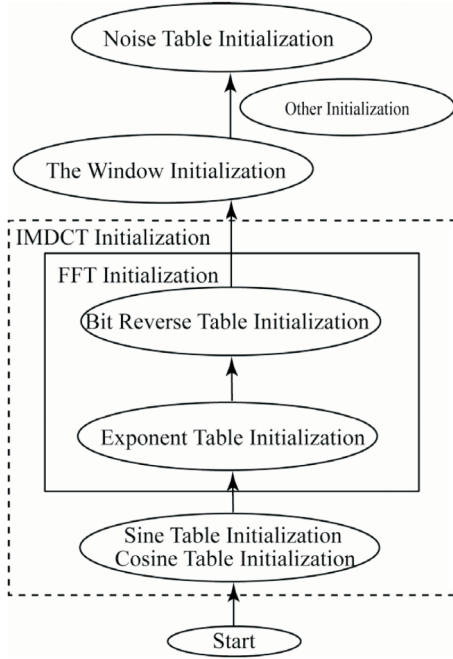 Noise Table Initialization
Other Initialization
The Window Initialization
IMDCT Initialization
FFT Initialization
Bit Reverse Table Initialization
Exponent Table Initialization
Sine Table Initialization
Cosine Table Initialization
Start